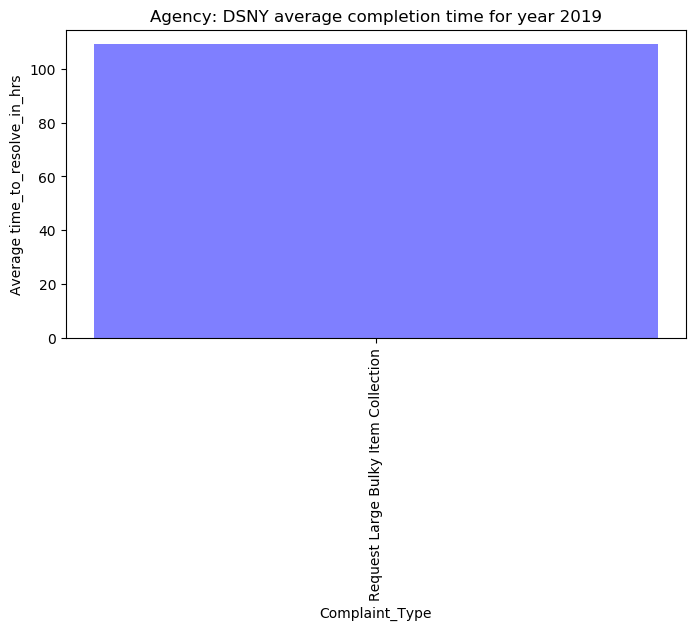 Agency: DSNY average completion time for year 2019
Average time_to_resolve_in_hrs
100
80
60
40
20
0
Request Large Bulky Item Collection
Complaint_Type